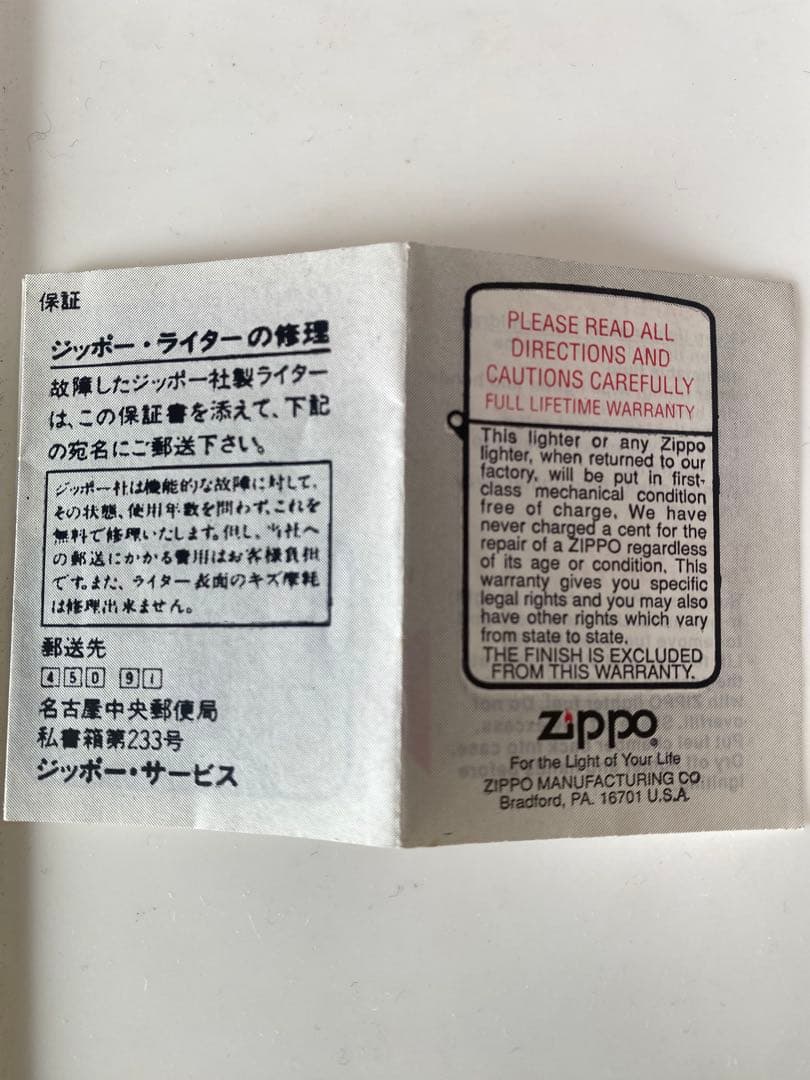 保証
ジッポー・ライターの修理
故障したジッポー社製ライター
は、この保証書を添えて、下記
の宛名にご郵送下さい。
ジッポー社は機能的な故障に対して、
その状態、使用年数を問わず、これを
無料で修理いたします。但し、当社へ
の郵送にかかる費用はお客様負担
です。また、ライター表面のキズ摩耗
は修理出来ません。
郵送先
450 91
名古屋中央郵便局
私書箱第233号
ジッポー・サービス
PLEASE READ ALL
DIRECTIONS AND
CAUTIONS CAREFULLY
FULL LIFETIME WARRANTY
This lighter or any Zippo
lighter, when returned to our
factory, will be put in first-
class mechanical condition
free of charge. We have
never charged a cent for the
repair of a ZIPPO regardless
of its age or condition. This
warranty gives you specific
legal rights and you may also
have other rights which vary
from state to state.
THE FINISH IS EXCLUDED
FROM THIS WARRANTY.
Zippo
For the Light of Your Life
ZIPPO MANUFACTURING CO
Bradford, PA. 16701 U.S.A.